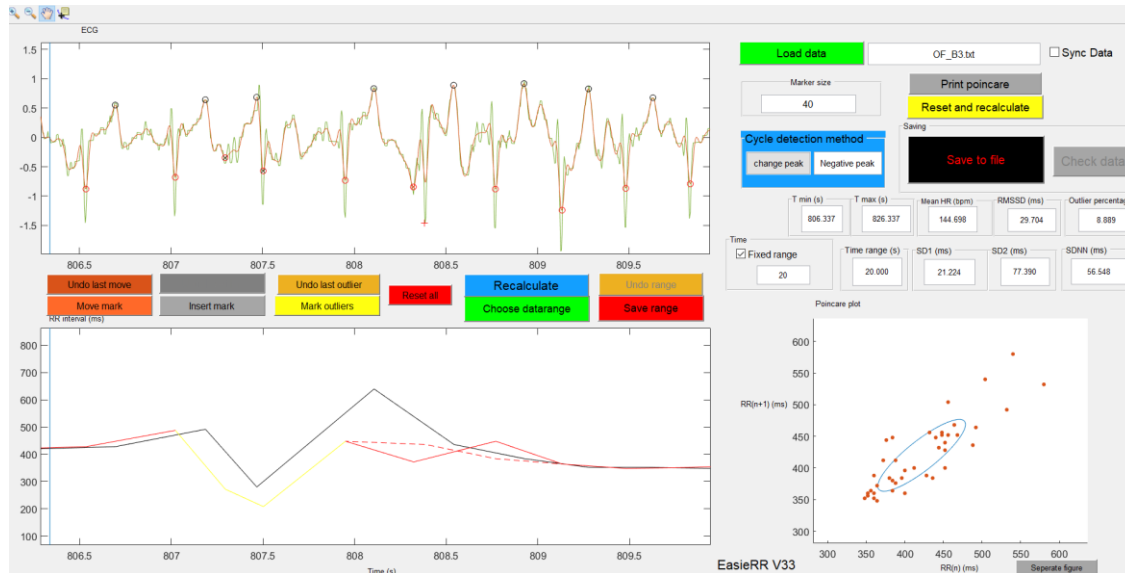 ECG
1.5
1
0.5
0
-0.5
-1
-1.5
806.5 807 807.5 808 808.5 809 809.5
Undo last move
Undo last outlier
Recalculate
Undo range
Move mark
Insert mark
Mark outliers
Reset all
Choose datarange
Save range
RR interval (ms)
800
700
600
500
400
300
200
100
806.5 807 807.5 808 808.5 809 809.5
Time (s)
Load data
OF_B3.txt
Sync Data
Marker size
40
Print poincare
Reset and recalculate
Cycle detection method
change peak
Negative peak
Saving
Save to file
Check data
T min (s)
T max (s)
Mean HR (bpm)
RMSSD (ms)
Outlier percentag
806.337
826.337
144.698
29.704
8.889
Time
Fixed range
20
Time range (s)
SD1 (ms)
SD2 (ms)
SDNN (ms)
20.000
21.224
77.390
56.548
Poincare plot
600
550
RR(n+1) (ms) 500
450
400
350
300
300 350 400 450 500 550 600
RR(n) (ms)
EasieRR V33
Seperate figure